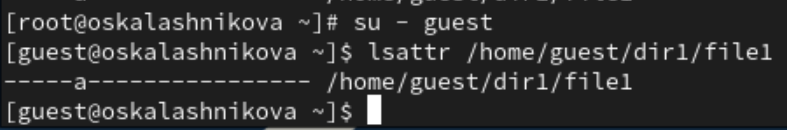 [root@oskalashnikova ~]# su - guest
[guest@oskalashnikova ~]$ lsattr /home/guest/dir1/file1
-----a---------------- /home/guest/dir1/file1
[guest@oskalashnikova ~]$